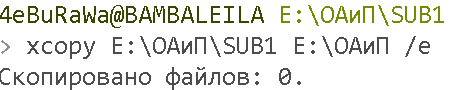 4eBuRaWa@BAMBALEILA E:\ОАиП\SUB1
> xcopy E:\ОАиП\SUB1 E:\ОАиП /e
Скопировано файлов: 0.